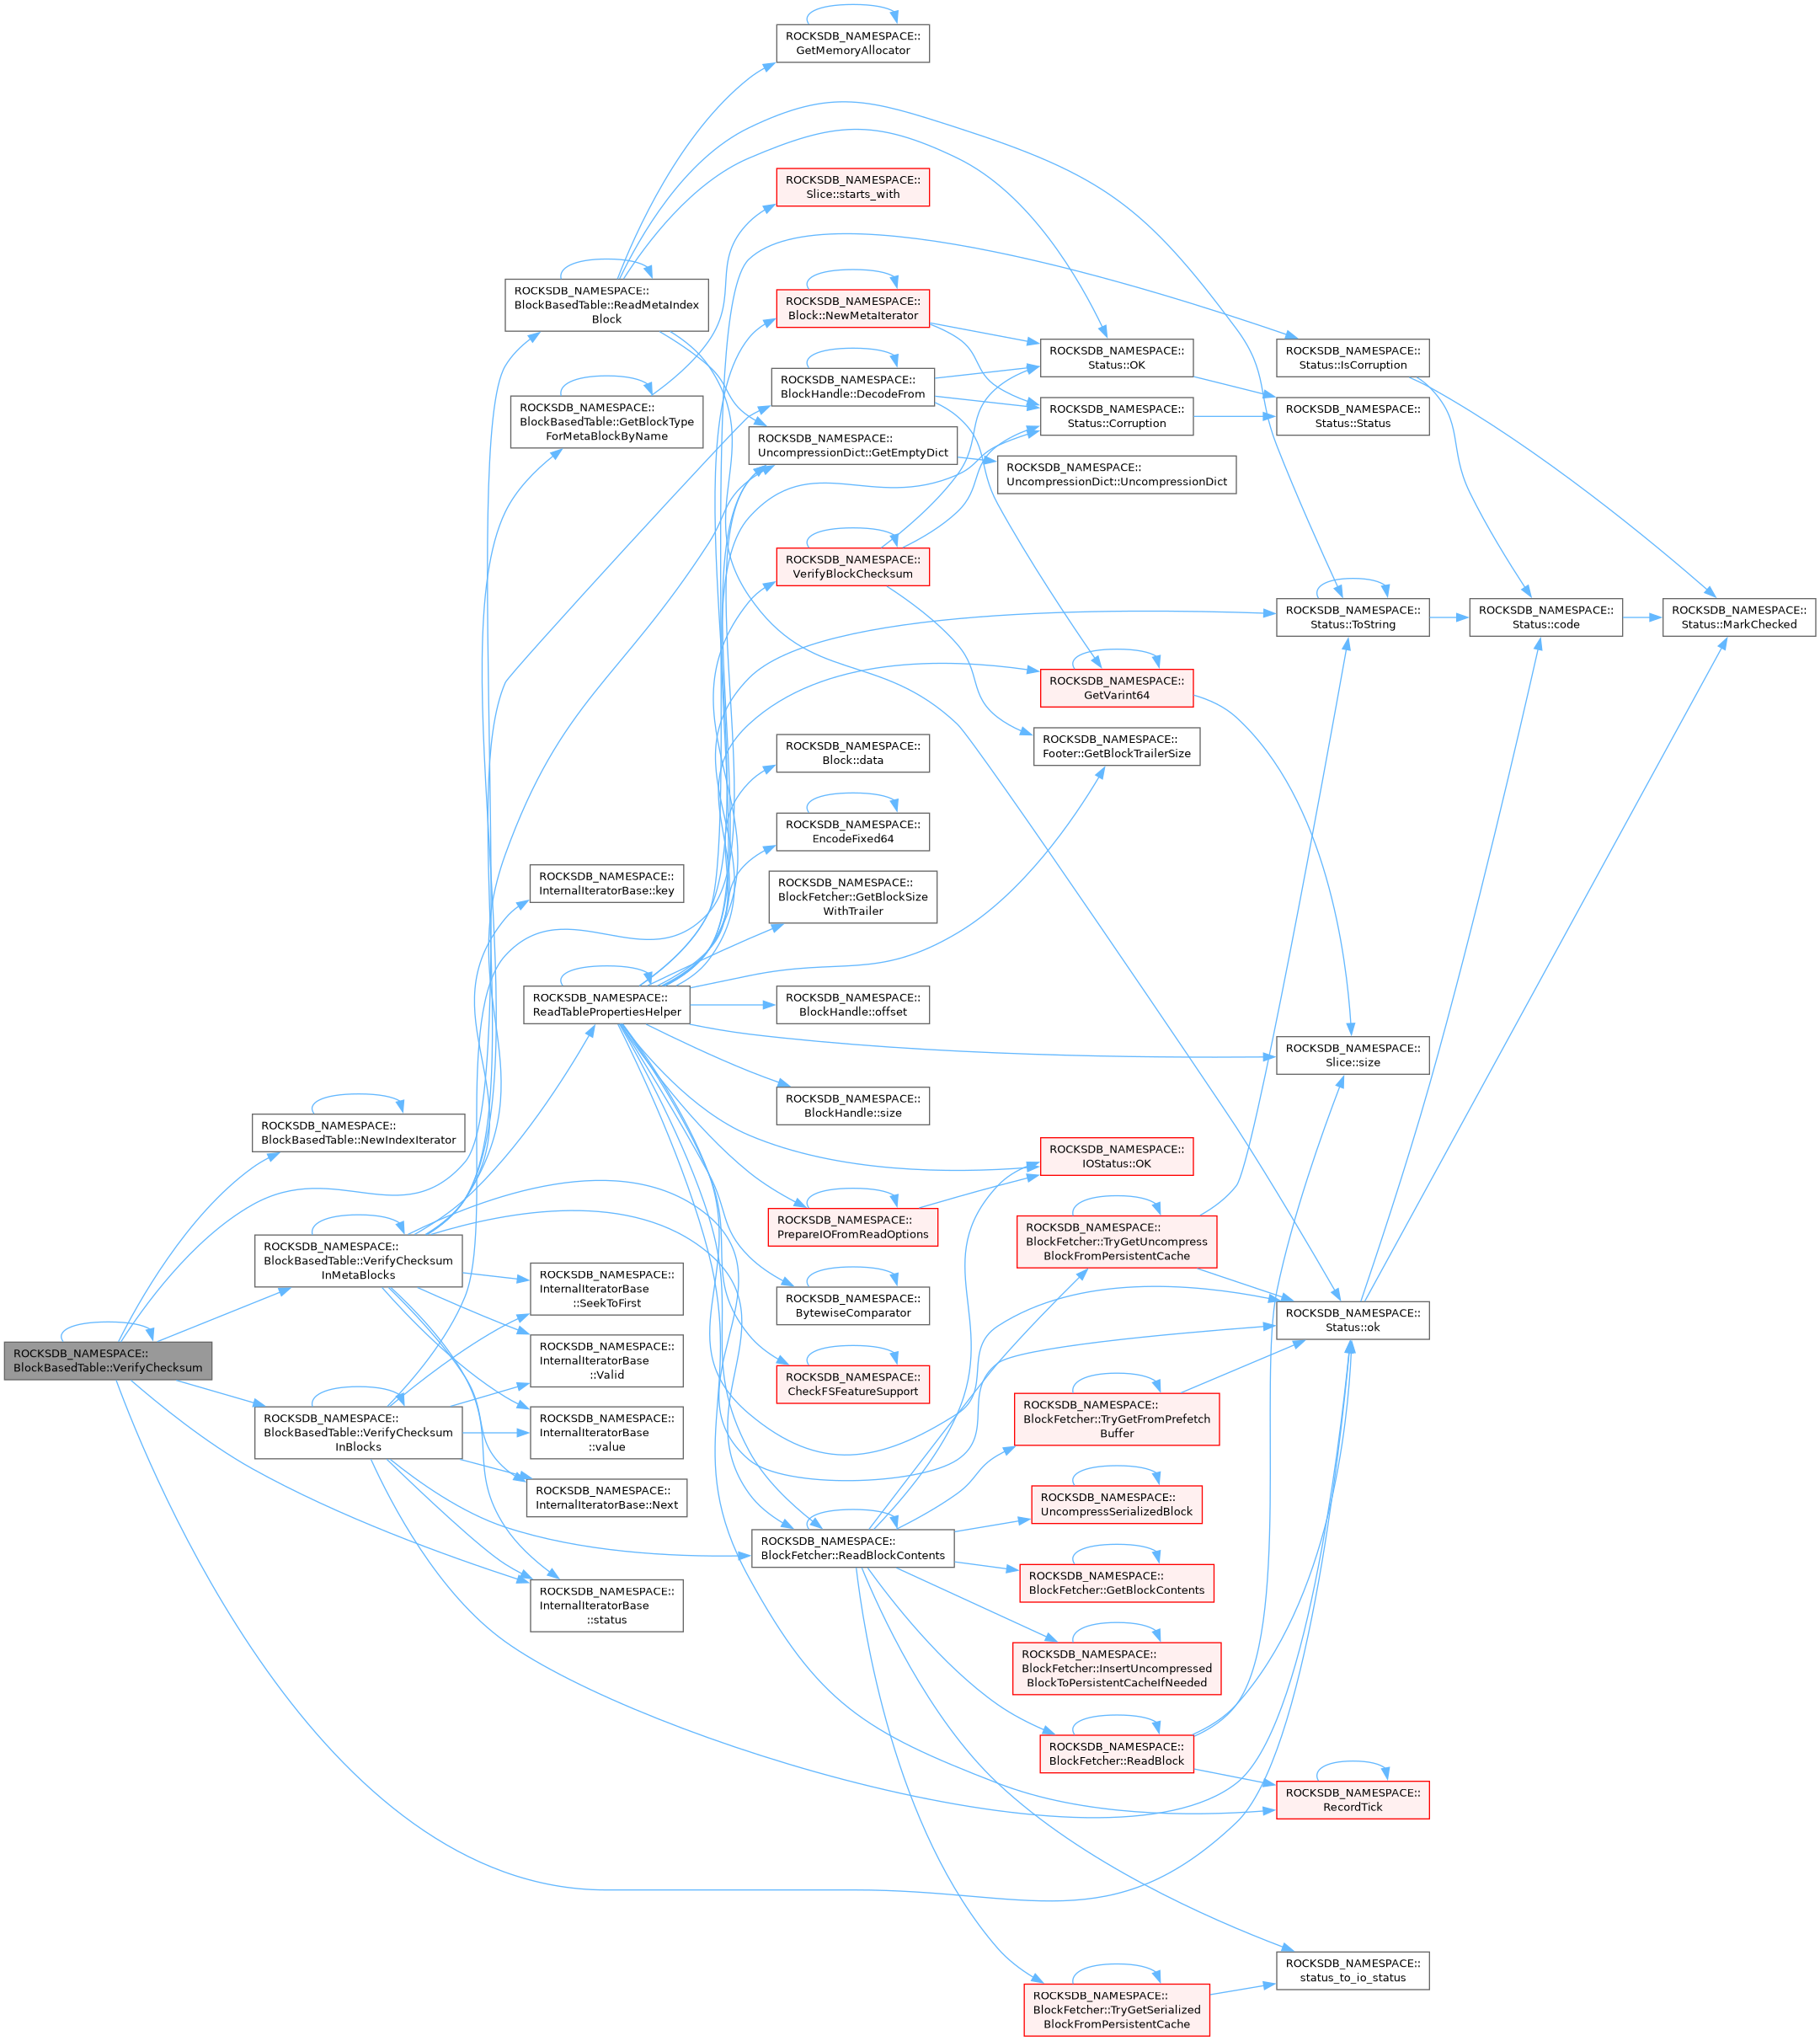 ROCKSDB_NAMESPACE::
GetMemoryAllocator
ROCKSDB_NAMESPACE::
Slice::starts_with
ROCKSDB_NAMESPACE::
BlockBasedTable::ReadMetaIndex
Block
ROCKSDB_NAMESPACE::
Block::NewMetaIterator
ROCKSDB_NAMESPACE::
Status::OK
ROCKSDB_NAMESPACE::
Status::IsCorruption
ROCKSDB_NAMESPACE::
BlockHandle::DecodeFrom
ROCKSDB_NAMESPACE::
BlockBasedTable::GetBlockType
ForMetaBlockByName
ROCKSDB_NAMESPACE::
Status::Corruption
ROCKSDB_NAMESPACE::
Status::Status
ROCKSDB_NAMESPACE::
UncompressionDict::GetEmptyDict
ROCKSDB_NAMESPACE::
UncompressionDict::UncompressionDict
ROCKSDB_NAMESPACE::
VerifyBlockChecksum
ROCKSDB_NAMESPACE::
Status::ToString
ROCKSDB_NAMESPACE::
Status::code
ROCKSDB_NAMESPACE::
Status::MarkChecked
ROCKSDB_NAMESPACE::
GetVarint64
ROCKSDB_NAMESPACE::
Footer::GetBlockTrailerSize
ROCKSDB_NAMESPACE::
Block::data
ROCKSDB_NAMESPACE::
EncodeFixed64
ROCKSDB_NAMESPACE::
InternalIteratorBase::key
ROCKSDB_NAMESPACE::
BlockFetcher::GetBlockSize
WithTrailer
ROCKSDB_NAMESPACE::
ReadTablePropertiesHelper
ROCKSDB_NAMESPACE::
BlockHandle::offset
ROCKSDB_NAMESPACE::
Slice::size
ROCKSDB_NAMESPACE::
BlockHandle::size
ROCKSDB_NAMESPACE::
BlockBasedTable::NewIndexIterator
ROCKSDB_NAMESPACE::
IOStatus::OK
ROCKSDB_NAMESPACE::
PrepareIOFromReadOptions
ROCKSDB_NAMESPACE::
BlockFetcher::TryGetUncompress
BlockFromPersistentCache
ROCKSDB_NAMESPACE::
BlockBasedTable::VerifyChecksum
InMetaBlocks
ROCKSDB_NAMESPACE::
InternalIteratorBase
::SeekToFirst
ROCKSDB_NAMESPACE::
BytewiseComparator
ROCKSDB_NAMESPACE::
Status::ok
ROCKSDB_NAMESPACE::
BlockBasedTable::VerifyChecksum
ROCKSDB_NAMESPACE::
InternalIteratorBase
::Valid
ROCKSDB_NAMESPACE::
CheckFSFeatureSupport
ROCKSDB_NAMESPACE::
BlockFetcher::TryGetFromPrefetch
Buffer
ROCKSDB_NAMESPACE::
BlockBasedTable::VerifyChecksum
InBlocks
ROCKSDB_NAMESPACE::
InternalIteratorBase
::value
ROCKSDB_NAMESPACE::
InternalIteratorBase::Next
ROCKSDB_NAMESPACE::
UncompressSerializedBlock
ROCKSDB_NAMESPACE::
BlockFetcher::ReadBlockContents
ROCKSDB_NAMESPACE::
BlockFetcher::GetBlockContents
ROCKSDB_NAMESPACE::
InternalIteratorBase
::status
ROCKSDB_NAMESPACE::
BlockFetcher::InsertUncompressed
BlockToPersistentCacheIfNeeded
ROCKSDB_NAMESPACE::
BlockFetcher::ReadBlock
ROCKSDB_NAMESPACE::
RecordTick
ROCKSDB_NAMESPACE::
status_to_io_status
ROCKSDB_NAMESPACE::
BlockFetcher::TryGetSerialized
BlockFromPersistentCache